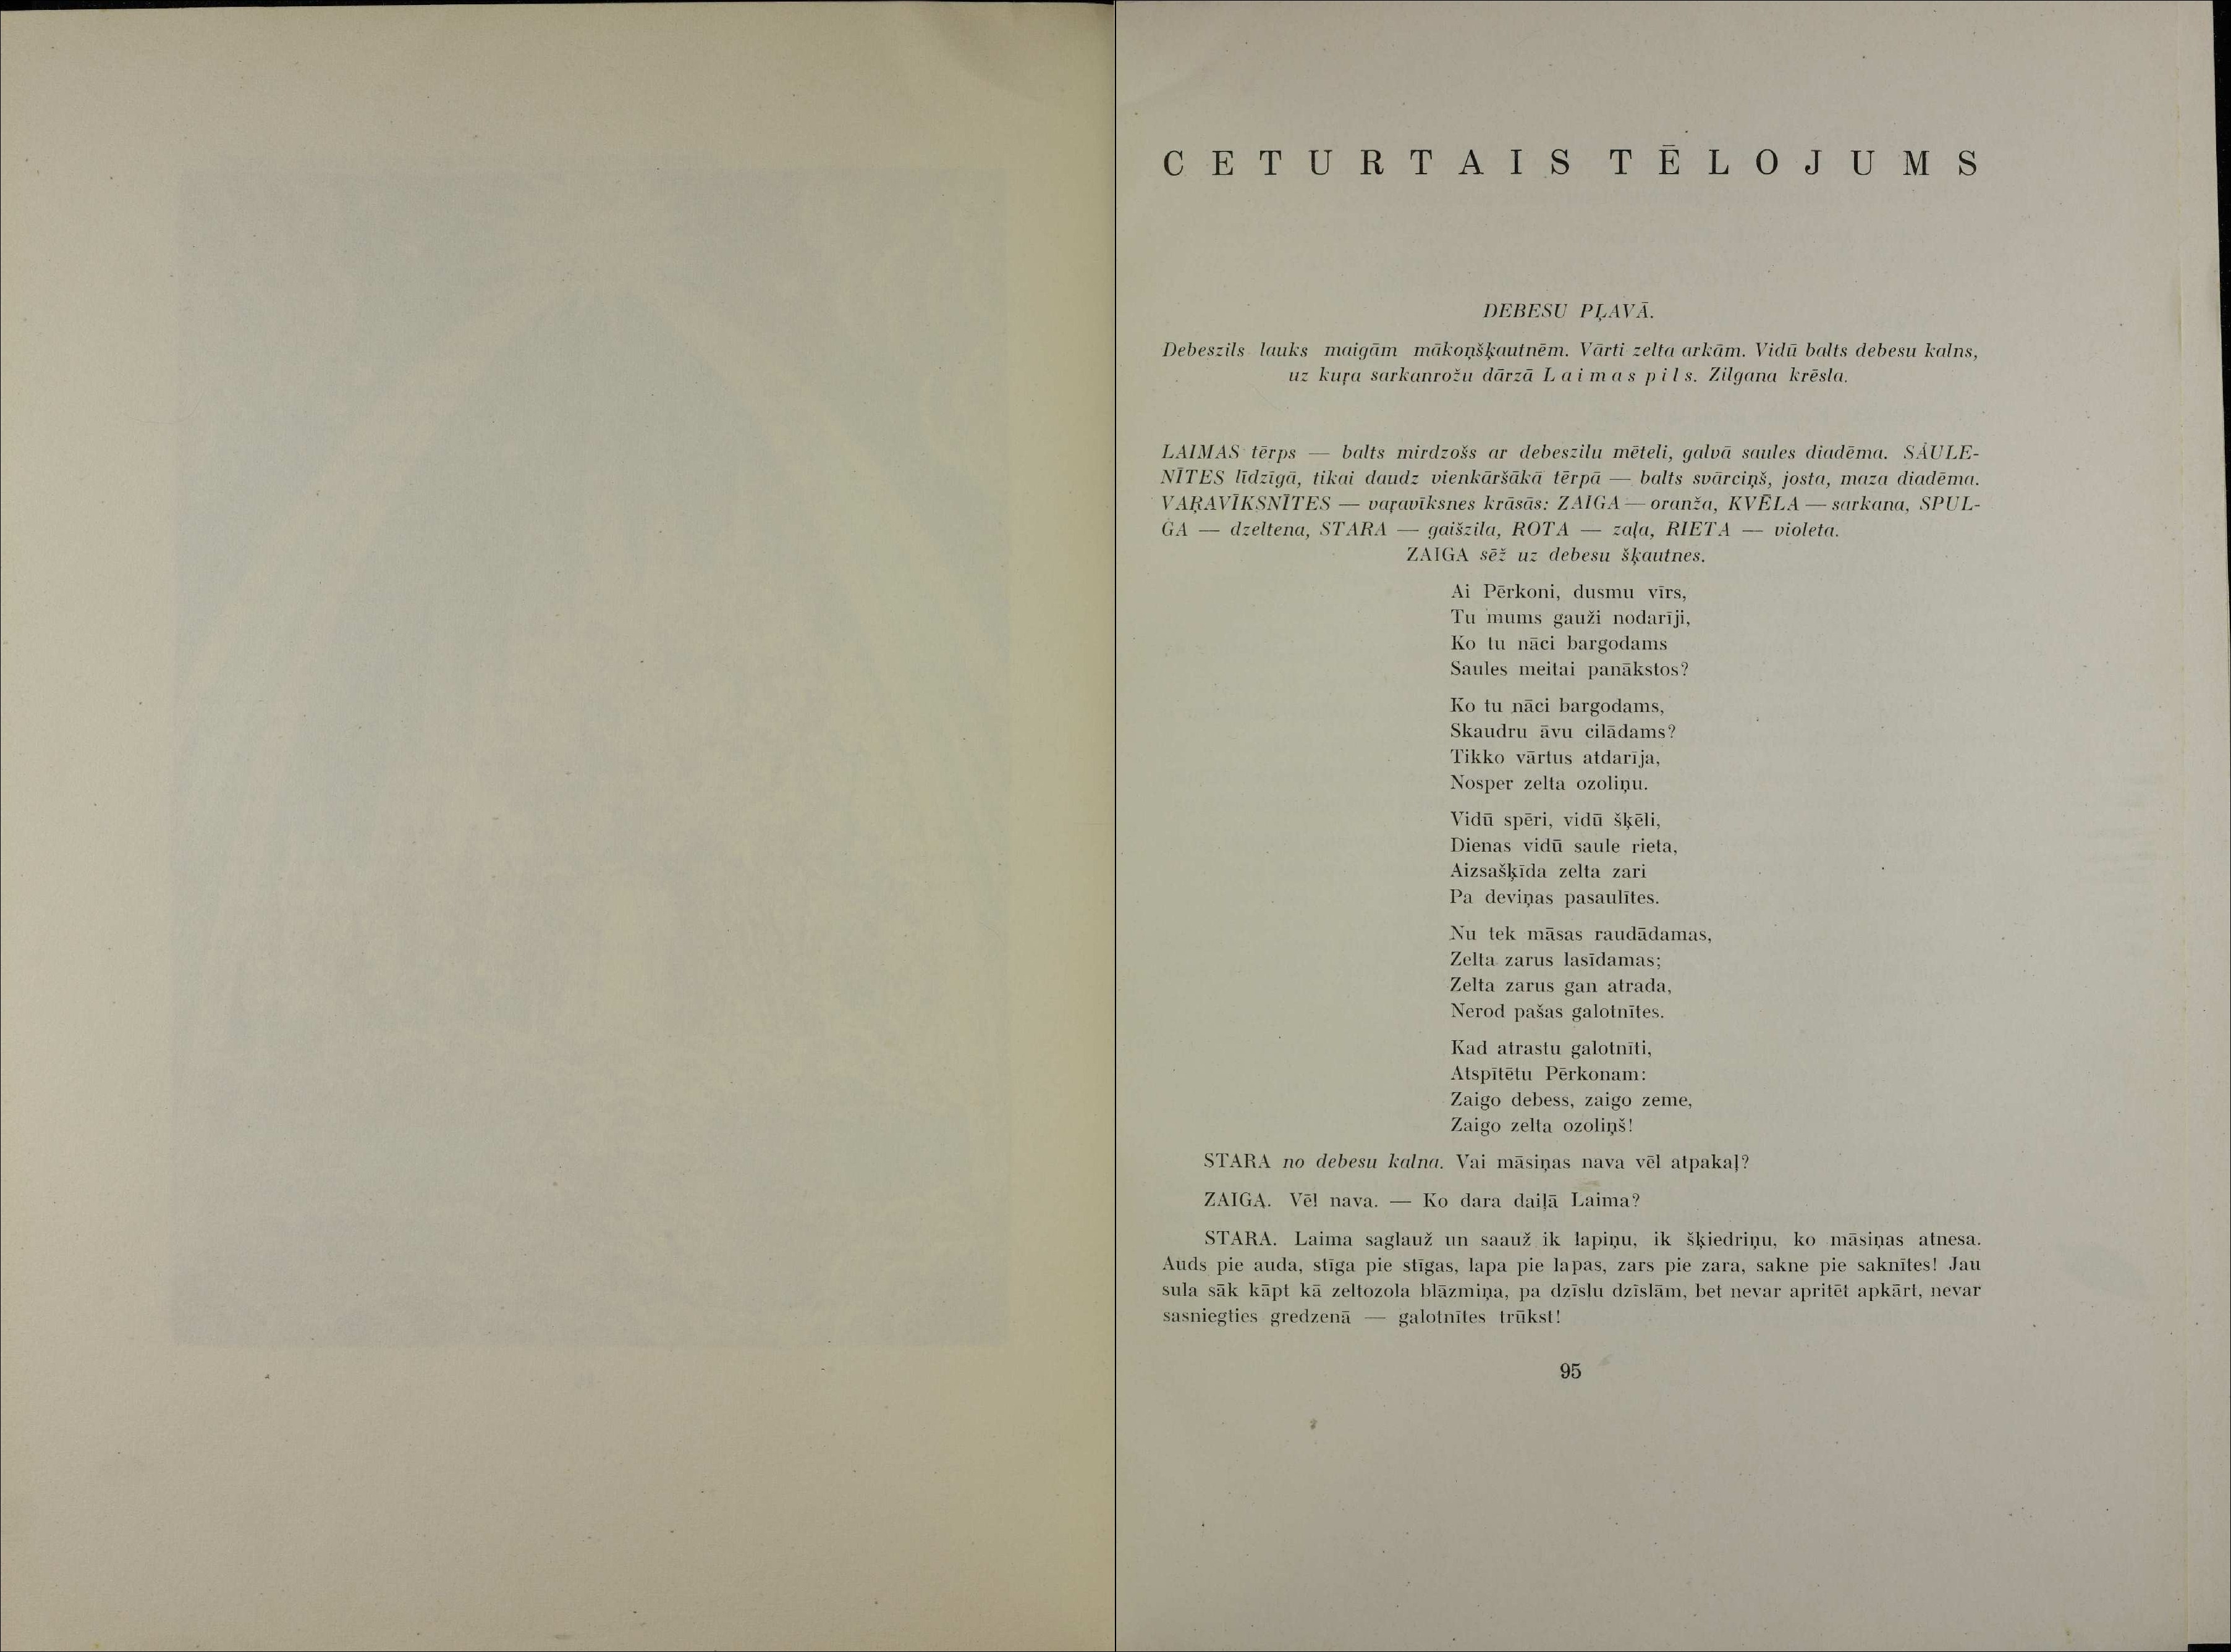 CETURTAIS TĒLOJUMS
DEBESU PĻAVĀ.
Debeszils lauks maigām mākoņšķautnēm. Vārti zelta arkām. Vidū balts debesu kalns,
uz kuŗa sarkanrožu dārzā Laimas pils. Zilgana krēsla.
LAIMAS tērps — balts mirdzošs ar debeszilu mēteli, galvā saules diadēma. SAULE-
NĪTES līdzīgā, tikai daudz vienkāršākā tērpā — balts svārciņš, josta, maza diadēma.
VAŖAVĪKSNĪTES — vaŗavīksnes krāsās: ZAIGA — oranža, KVĒLA — sarkana, SPUL-
GA — dzeltena, STARA — gaišzila, ROTA — zaļa, RIETA — violeta.
ZAIGA sēž uz debesu šķautnes.
Ai Pērkoni, dusmu vīrs,
Tu mums gauži nodarīji,
Ko tu nāci bargodams
Saules meitai panākstos?
Ko tu nāci bargodams,
Skaudru āvu cilādams?
Tikko vārtus atdarīja,
Nosper zelta ozoliņu.
Vidū spēri, vidū šķēli,
Dienas vidū saule rieta,
Aizsašķīda zelta zari
Pa deviņas pasaulītes.
Nu tek māsas raudādamas,
Zelta zarus lasīdamas;
Zelta zarus gan atrada,
Nerod pašas galotnītes.
Kad atrastu galotnīti,
Atspītētu Pērkonam:
Zaigo debess, zaigo zeme,
Zaigo zelta ozoliņš!
STARA no debesu kalna. Vai māsiņas nava vēl atpakaļ?
ZAIGA. Vēl nava. — Ko dara daiļā Laima?
STARA. Laima saglauž un saauž ik lapiņu, ik šķiedriņu, ko māsiņas atnesa.
Auds pie auda, stīga pie stīgas, lapa pie lapas, zars pie zara, sakne pie saknītes! Jau
sula sāk kāpt kā zeltozola blāzmiņa, pa dzīslu dzīslām, bet nevar apritēt apkārt, nevar
sasniegties gredzenā — galotnītes trūkst!
95